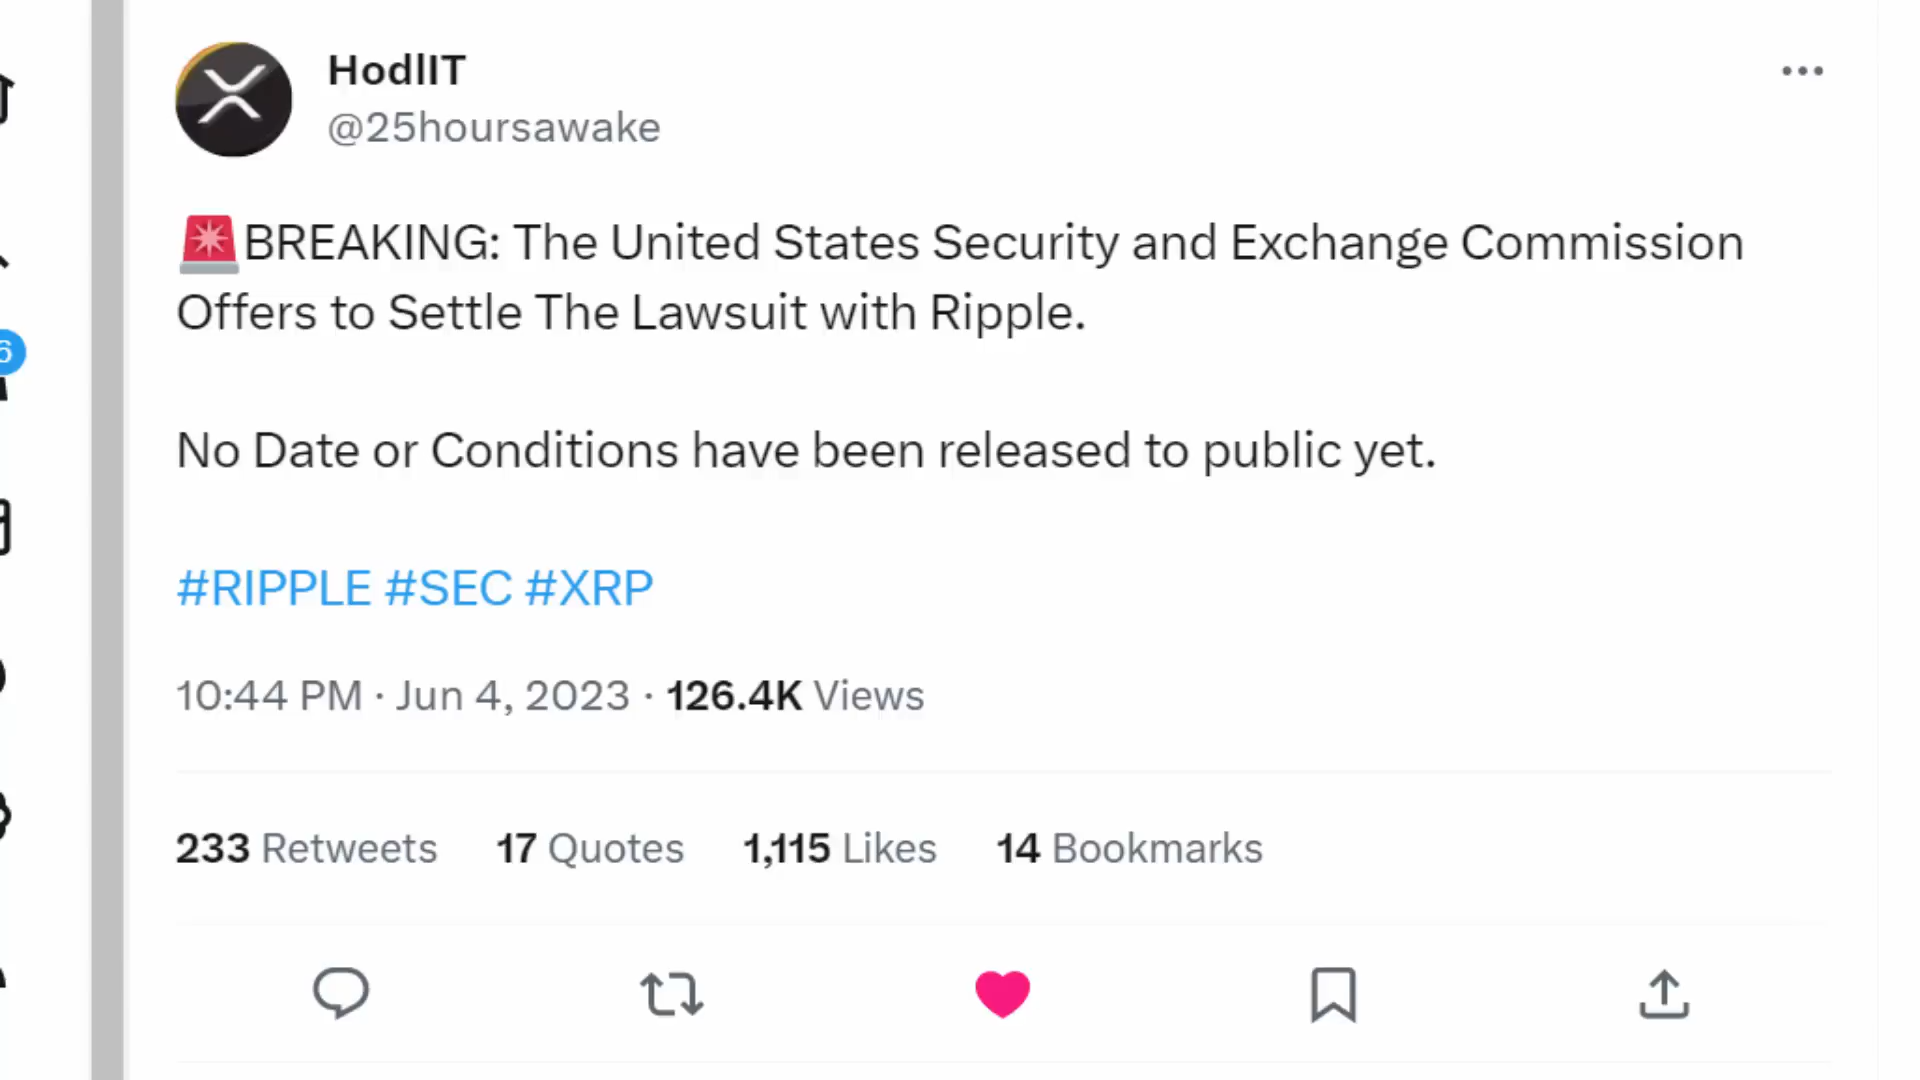 HodlIT
@25hoursawake
🚨BREAKING: The United States Security and Exchange Commission
Offers to Settle The Lawsuit with Ripple.
No Date or Conditions have been released to public yet.
#RIPPLE #SEC #XRP
10:44 PM · Jun 4, 2023 · 126.4K Views
233 Retweets 17 Quotes 1,115 Likes 14 Bookmarks